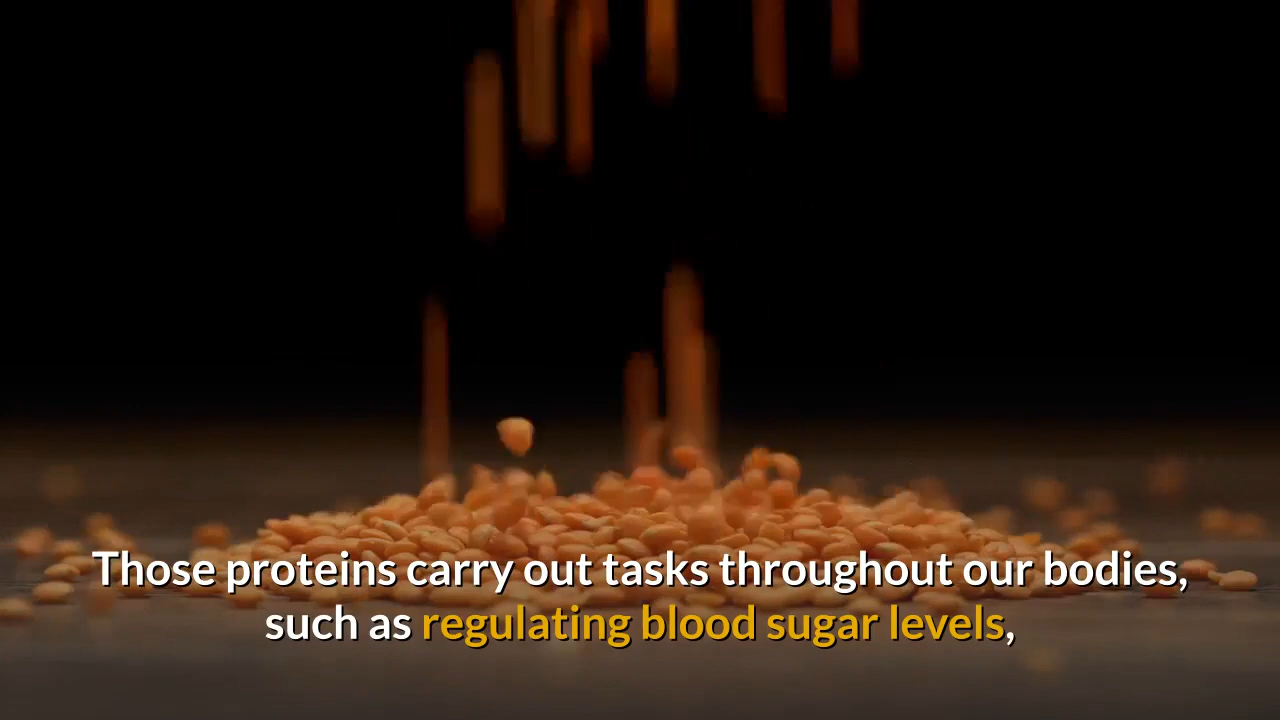 Those proteins carry out tasks throughout our bodies,
such as regulating blood sugar levels,